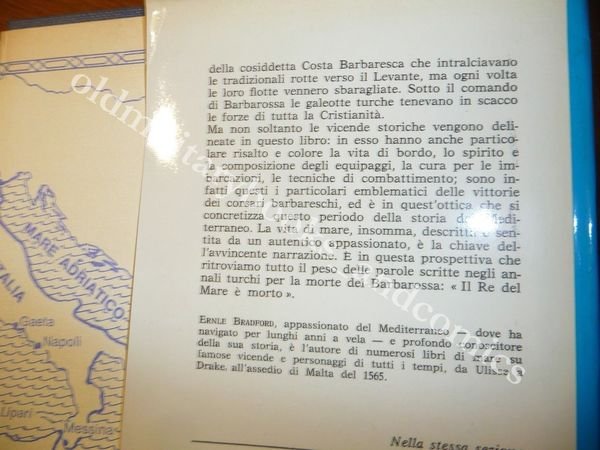 della cosiddetta Costa Barbaresca che intralciavano
le tradizionali rotte verso il Levante, ma ogni volta
le loro flotte vennero sbaragliate. Sotto il comando
di Barbarossa le galeotte turche tenevano in scacco
le forze di tutta la Cristianità.
Ma non soltanto le vicende storiche vengono deli-
neate in questo libro: in esso hanno anche partico-
lare risalto e colore la vita di bordo, lo spirito e
la composizione degli equipaggi, la cura per le im-
barcazioni, le tecniche di combattimento; sono in-
fatti questi i particolari emblematici delle vittorie
dei corsari barbareschi, ed è in quest'ottica che si
concretizza questo periodo della storia del Medi-
terraneo. La vita di mare, insomma, descritta e sen-
tita da un autentico appassionato, è la chiave del-
l'avvincente narrazione. È in questa prospettiva che
ritroviamo tutto il peso delle parole scritte negli an-
nali turchi per la morte del Barbarossa: « Il Re del
Mare è morto ».
ERNLE BRADFORD, appassionato del Mediterraneo — dove ha
navigato per lunghi anni a vela — e profondo conoscitore
della sua storia, è l'autore di numerosi libri di mare su
famose vicende e personaggi di tutti i tempi, da Ulisse a
Drake, all'assedio di Malta del 1565.
Nella stessa
MARE ADRIATICO
ITALIA
Gaeta
Napoli
Lipari
Messina